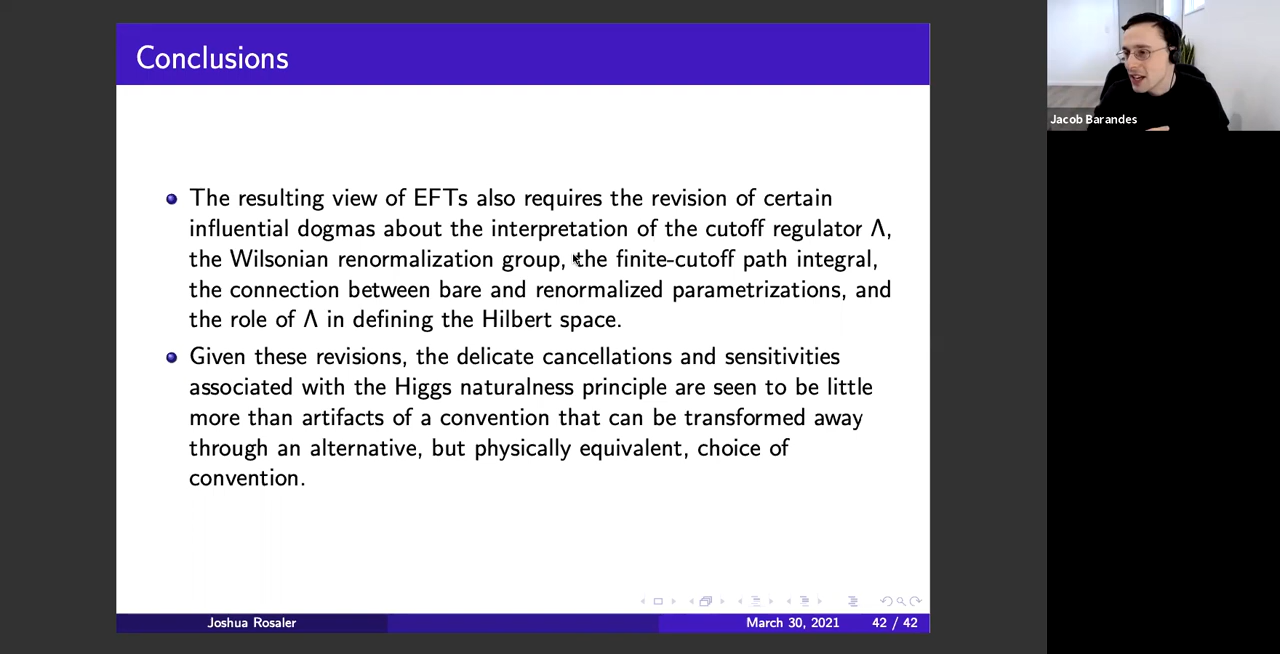 Conclusions
The resulting view of EFTs also requires the revision of certain
influential dogmas about the interpretation of the cutoff regulator Λ,
the Wilsonian renormalization group, the finite-cutoff path integral,
the connection between bare and renormalized parametrizations, and
the role of Λ in defining the Hilbert space.
Given these revisions, the delicate cancellations and sensitivities
associated with the Higgs naturalness principle are seen to be little
more than artifacts of a convention that can be transformed away
through an alternative, but physically equivalent, choice of
convention.
Joshua Rosaler
March 30, 2021
42 / 42
Jacob Barandes